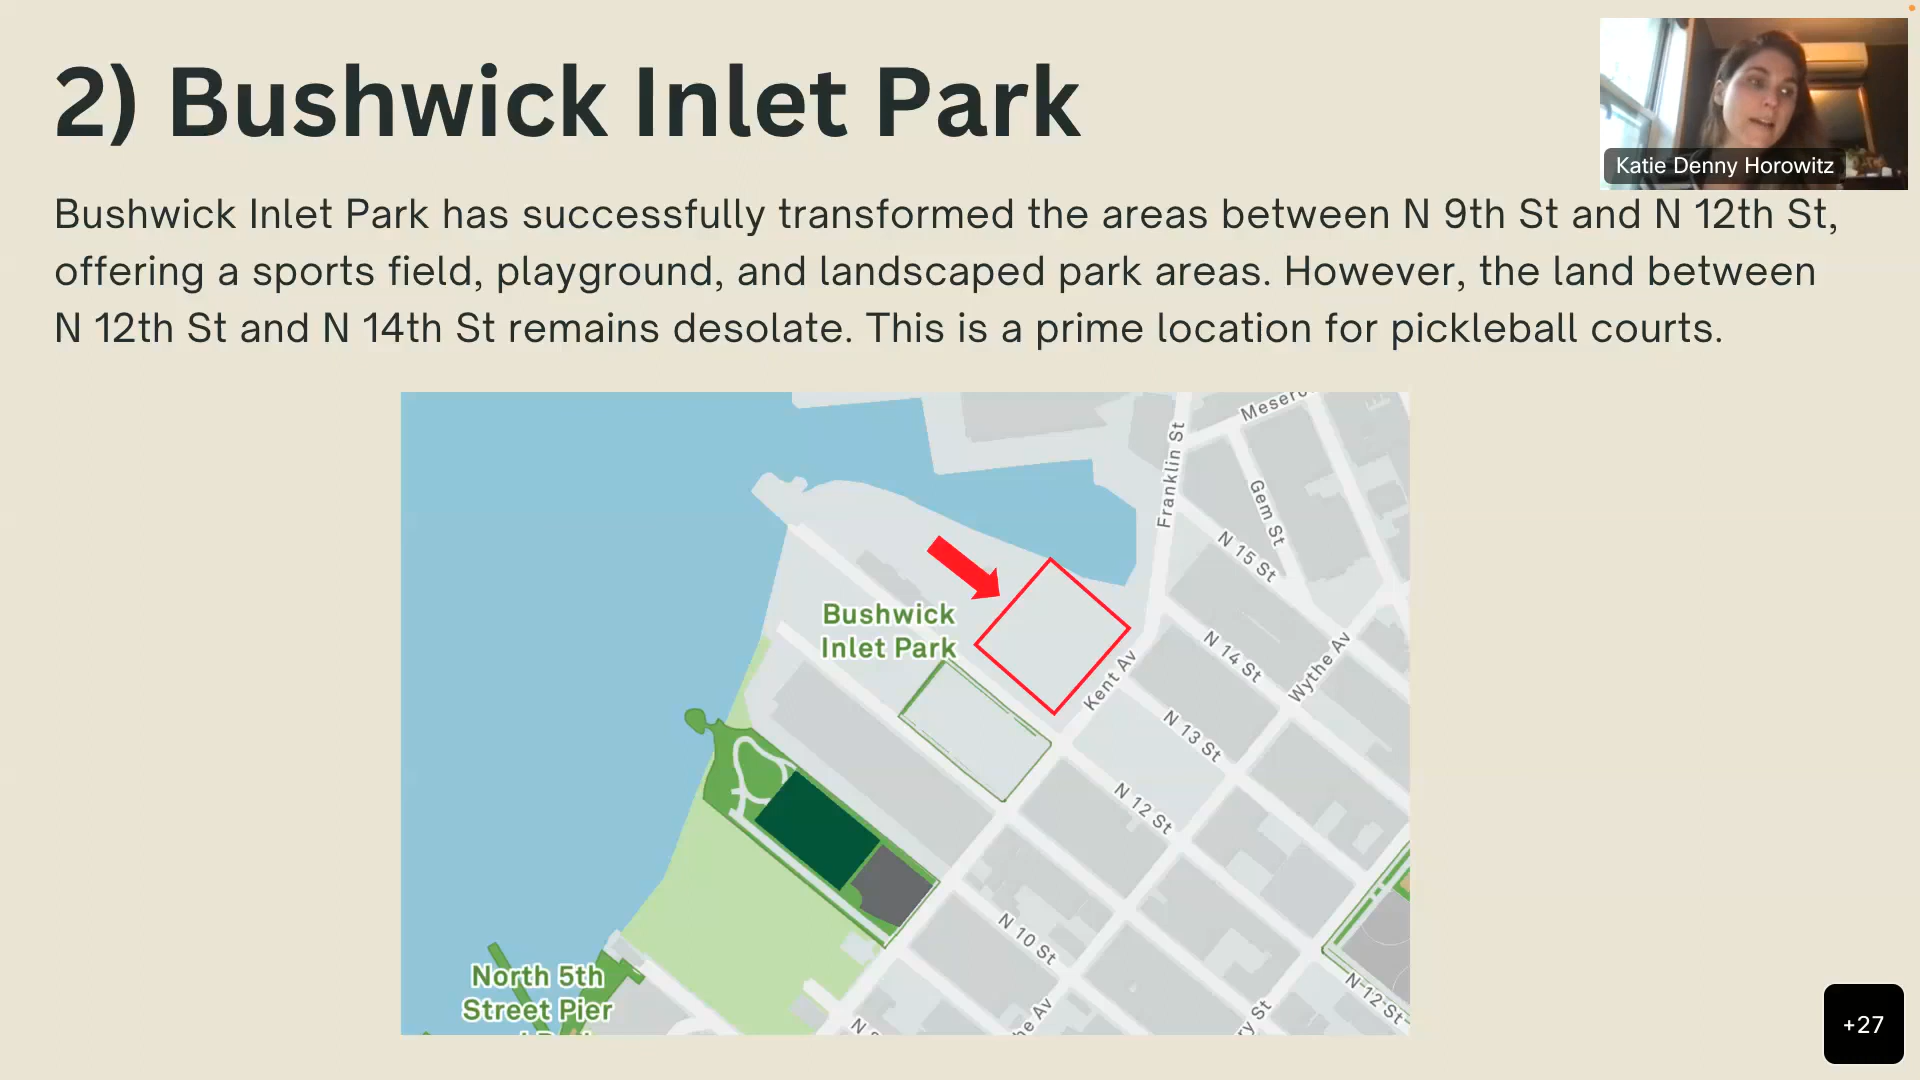 2) Bushwick Inlet Park
Katie Denny Horowitz
Bushwick Inlet Park has successfully transformed the areas between N 9th St and N 12th St,
offering a sports field, playground, and landscaped park areas. However, the land between
N 12th St and N 14th St remains desolate. This is a prime location for pickleball courts.
Franklin St
Gem St
N 15 St
Bushwick
Inlet Park
N 14 St
Wythe Av
Kent Av
N 13 St
N 12 St
N 10 St
North 5th
Street Pier
N 12 St
+27